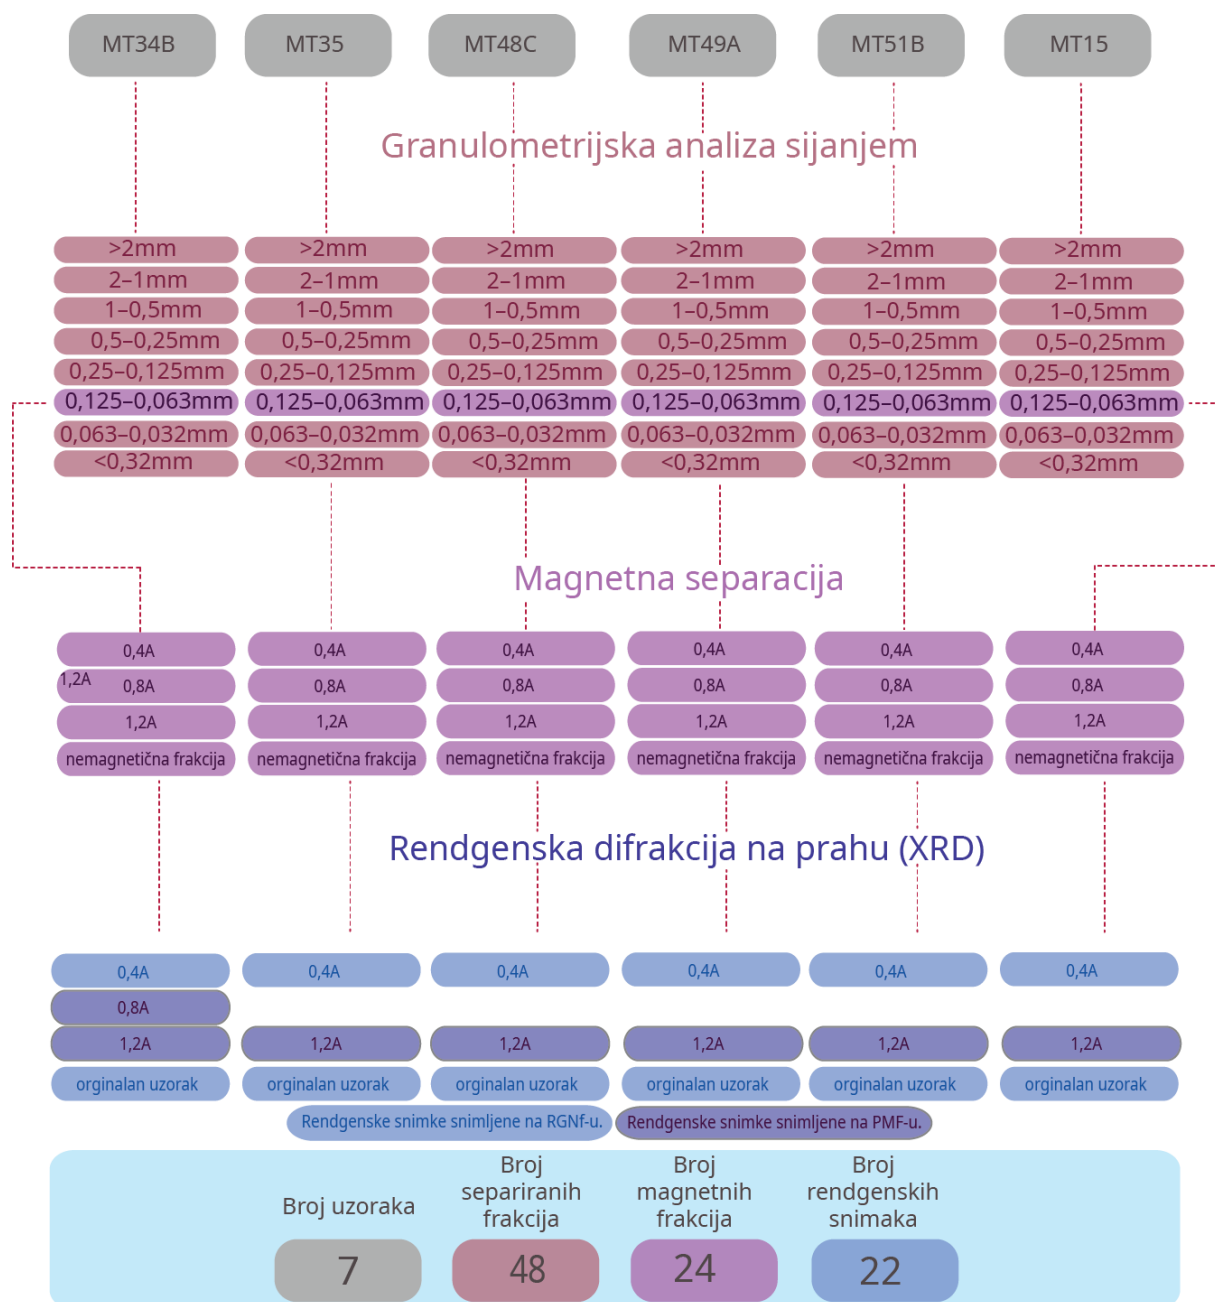 MT34B MT35 MT48C MT49A MT51B MT15
Granulometrijska analiza sijanjem
>2mm >2mm >2mm >2mm >2mm >2mm
2–1mm 2–1mm 2–1mm 2–1mm 2–1mm 2–1mm
1–0,5mm 1–0,5mm 1–0,5mm 1–0,5mm 1–0,5mm 1–0,5mm
0,5–0,25mm 0,5–0,25mm 0,5–0,25mm 0,5–0,25mm 0,5–0,25mm 0,5–0,25mm
0,25–0,125mm 0,25–0,125mm 0,25–0,125mm 0,25–0,125mm 0,25–0,125mm 0,25–0,125mm
0,125–0,063mm 0,125–0,063mm 0,125–0,063mm 0,125–0,063mm 0,125–0,063mm 0,125–0,063mm
0,063–0,032mm 0,063–0,032mm 0,063–0,032mm 0,063–0,032mm 0,063–0,032mm 0,063–0,032mm
<0,32mm <0,32mm <0,32mm <0,32mm <0,32mm <0,32mm
Magnetna separacija
0,4A 0,4A 0,4A 0,4A 0,4A 0,4A
1,2A 0,8A 0,8A 0,8A 0,8A 0,8A 0,8A
1,2A 1,2A 1,2A 1,2A 1,2A 1,2A
nemagnetična frakcija nemagnetična frakcija nemagnetična frakcija nemagnetična frakcija nemagnetična frakcija nemagnetična frakcija
Rendgenska difrakcija na prahu (XRD)
0,4A 0,4A 0,4A 0,4A 0,4A 0,4A
0,8A
1,2A 1,2A 1,2A 1,2A 1,2A 1,2A
orginalan uzorak orginalan uzorak orginalan uzorak orginalan uzorak orginalan uzorak orginalan uzorak
Rendgenske snimke snimljene na RGNf-u. Rendgenske snimke snimljene na PMF-u.
Broj uzoraka
7
Broj
separiranih
frakcija
48
Broj
magnetnih
frakcija
24
Broj
rendgenskih
snimaka
22